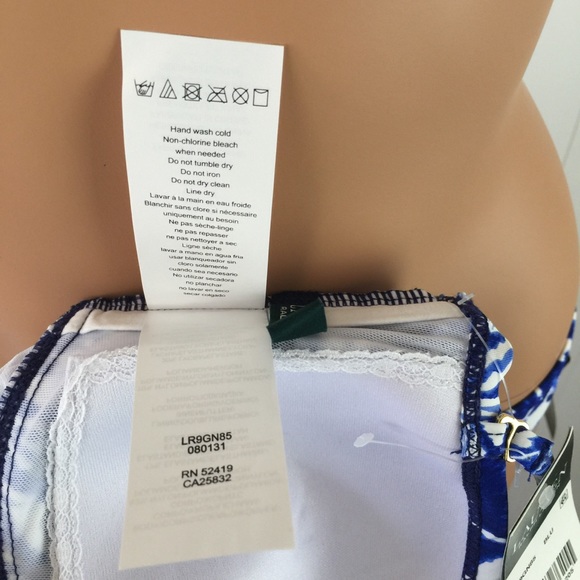 Hand wash cold
Non-chlorine bleach
when needed
Do not tumble dry
Do not iron
Do not dry clean
Line dry
Lavar à la main en eau froide
Blanchir sans clore si nécessaire
uniquement au besoin
Ne pas sèche-linge
ne pas repasser
ne pas nettoyer a sec
Ligne sèche
lavar a mano en agua fria
usar blanqueador sin
cloro solamente
cuando sea necesario
No utilizar secadora
no planchar
no lavar en seco
secar colgado
LR9GN85
080131
RN 52419
CA25832
BLU